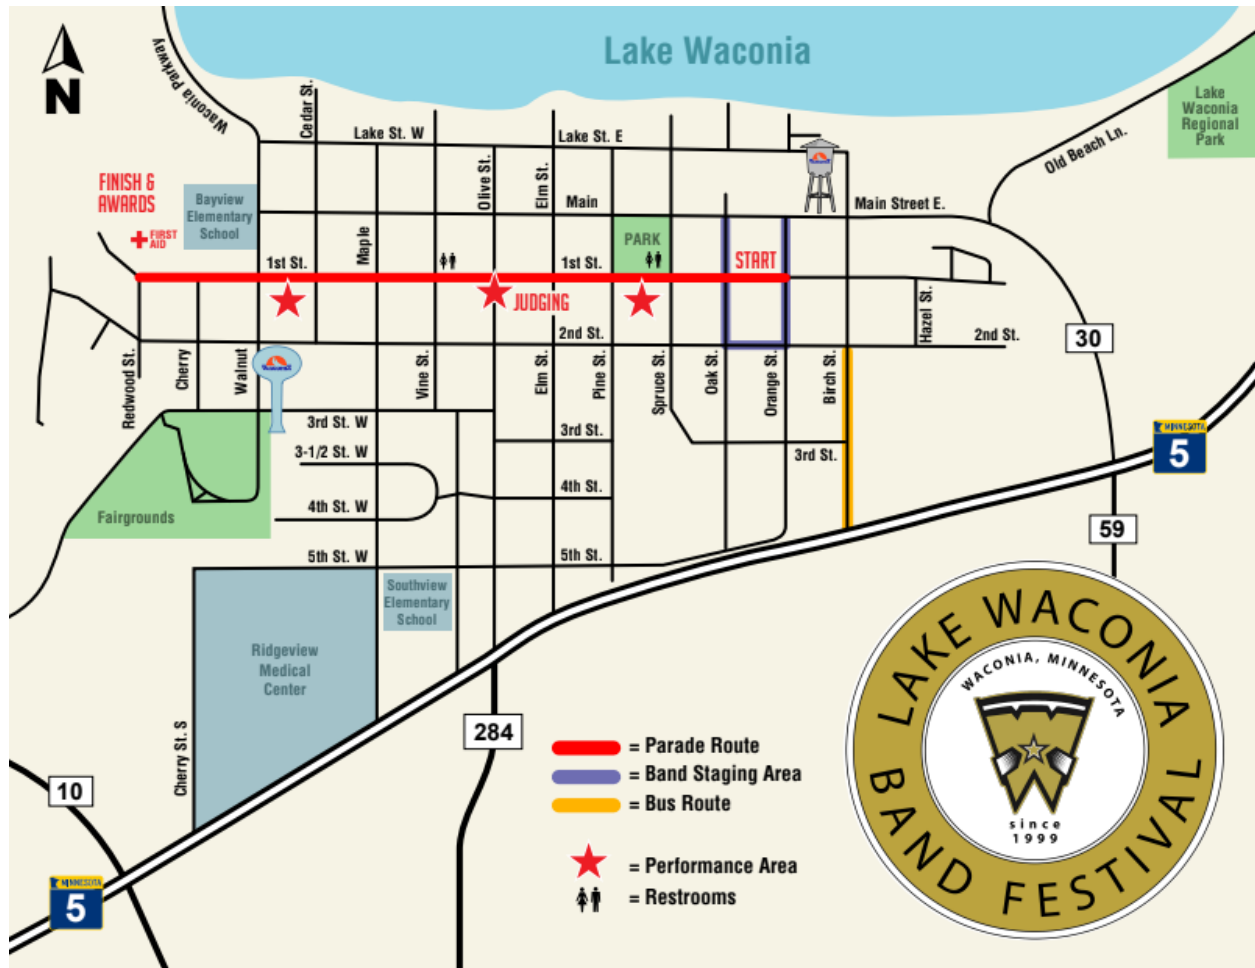 Lake Waconia
N
Waconia Parkway
Cedar St.
Lake St. W
Lake St. E
Old Beach Ln.
Lake
Waconia
Regional
Park
FINISH &
AWARDS
FIRST
AID
Bayview
Elementary
School
Olive St.
Elm St.
Main
Main Street E.
Maple
PARK
START
1st St.
1st St.
JUDGING
2nd St.
2nd St.
Hazel St.
30
Redwood St.
Cherry
Walnut
Vine St.
Elm St.
Pine St.
Spruce St.
Oak St.
Orange St.
Birch St.
3rd St. W
3rd St.
3rd St.
3-1/2 St. W
4th St. W
4th St.
MINNESOTA
5
Fairgrounds
59
5th St. W
5th St.
Southview
Elementary
School
Ridgeview
Medical
Center
Cherry St. S
284
10
MINNESOTA
5
= Parade Route
= Band Staging Area
= Bus Route
= Performance Area
= Restrooms
LAKE WACONIA
WACONIA, MINNESOTA
since
1999
BAND FESTIVAL